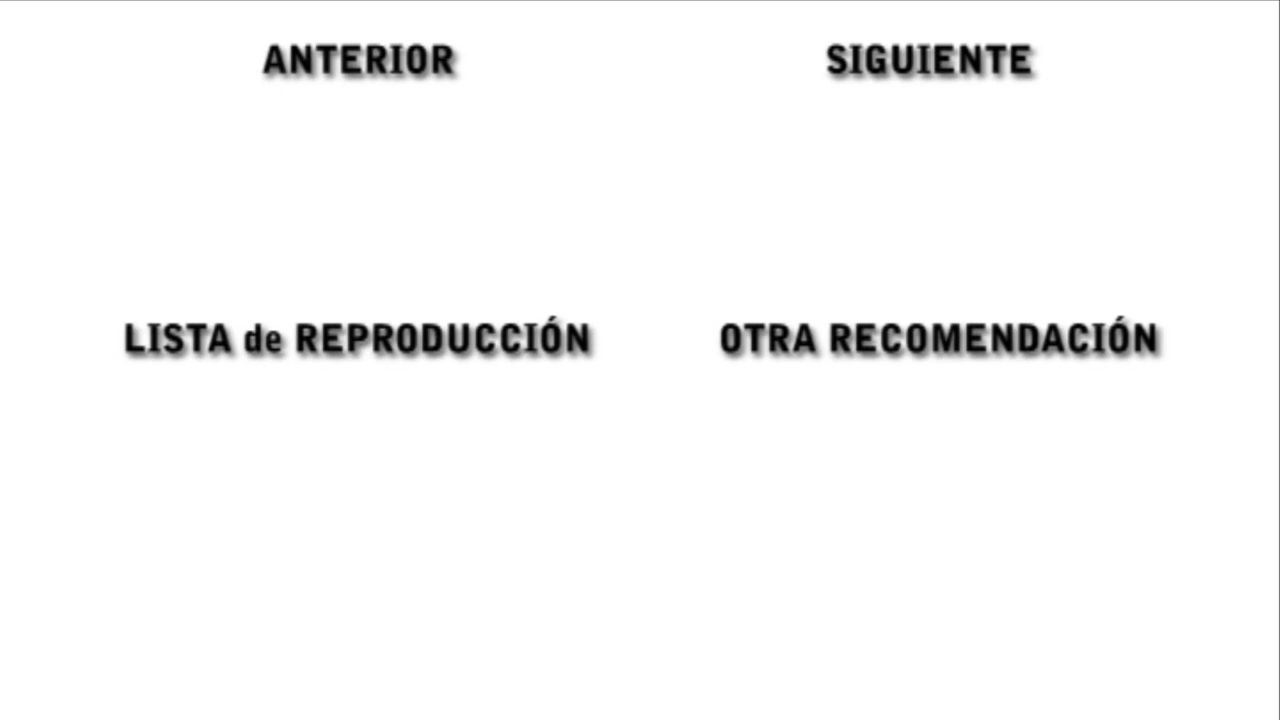 ANTERIOR
SIGUIENTE
LISTA de REPRODUCCIÓN
OTRA RECOMENDACIÓN